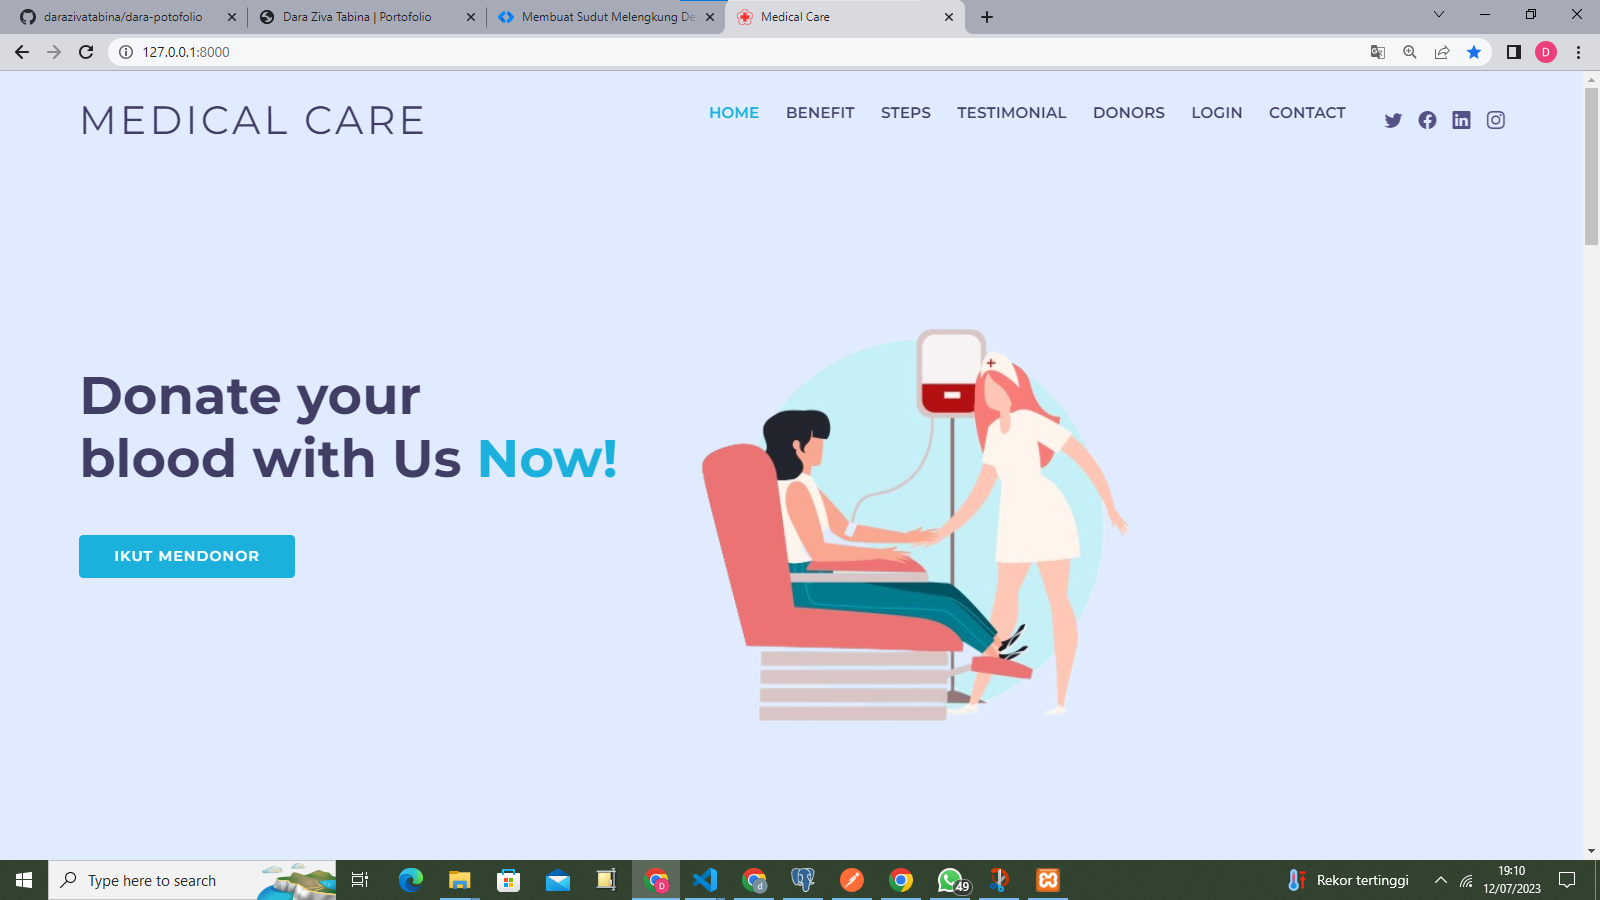 darazivatabina/dara-potofolio
Dara Ziva Tabina | Portofolio
Membuat Sudut Melengkung De
Medical Care
127.0.0.1:8000
D
MEDICAL CARE
HOME BENEFIT STEPS TESTIMONIAL DONORS LOGIN CONTACT
Donate your
blood with Us Now!
IKUT MENDONOR
Type here to search
D
d
49
Rekor tertinggi
19:10
12/07/2023